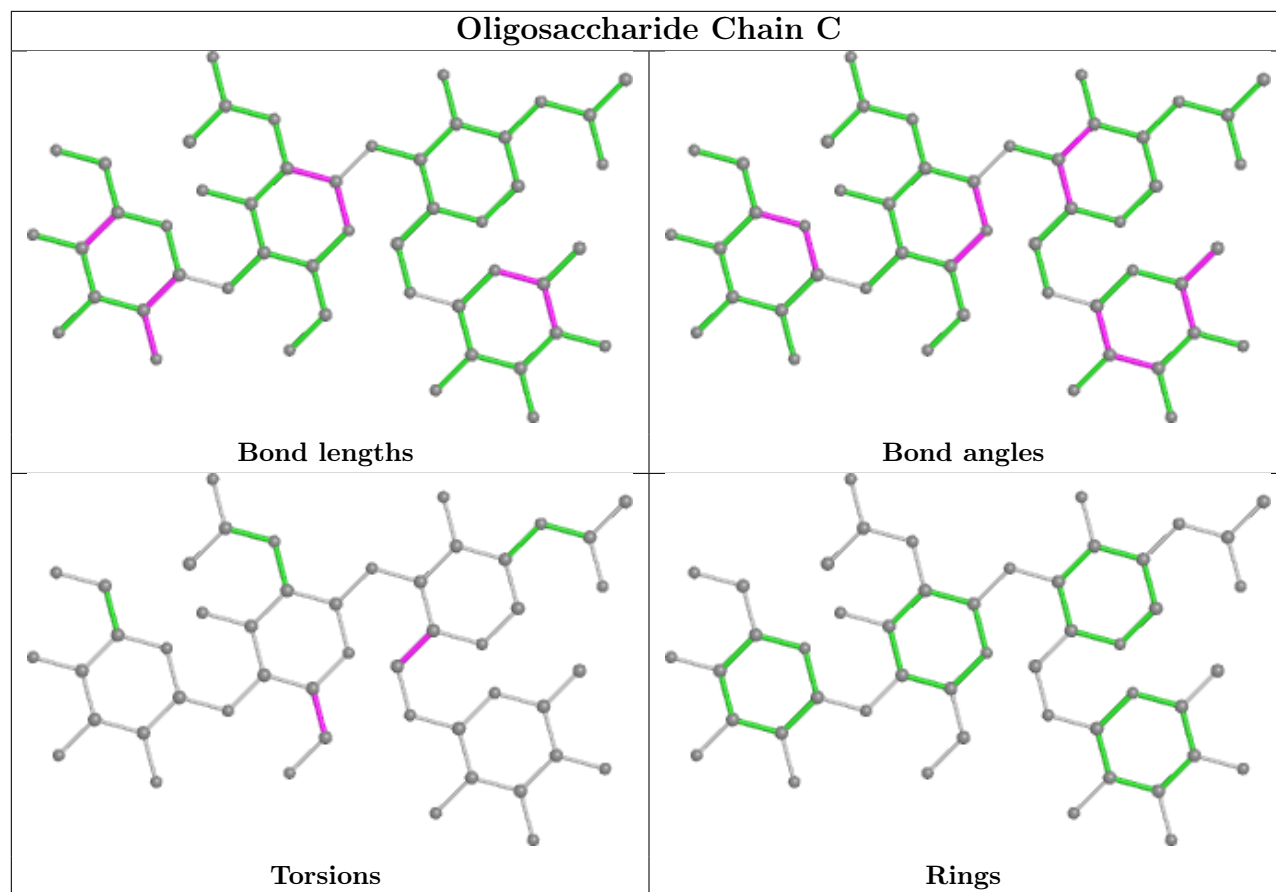 Oligosaccharide Chain C
Bond lengths
Bond angles
Torsions
Rings